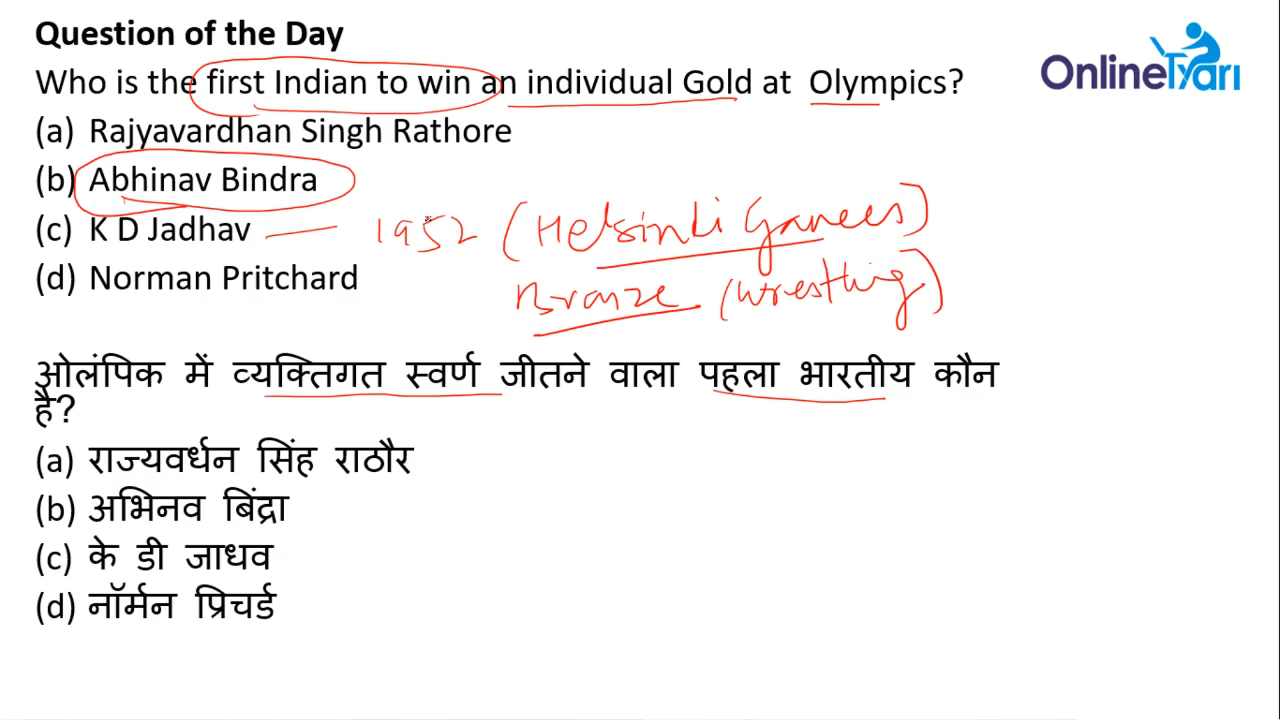 Question of the Day
OnlineTyari
Who is the first Indian to win an individual Gold at Olympics?
(a) Rajyavardhan Singh Rathore
(b) Abhinav Bindra
(c) K D Jadhav — 1952 (Helsinki Games)
(d) Norman Pritchard Bronze (Wrestling)
ओलंपिक में व्यक्तिगत स्वर्ण जीतने वाला पहला भारतीय कौन
है?
(a) राज्यवर्धन सिंह राठौर
(b) अभिनव बिंद्रा
(c) के डी जाधव
(d) नॉर्मन प्रिचर्ड